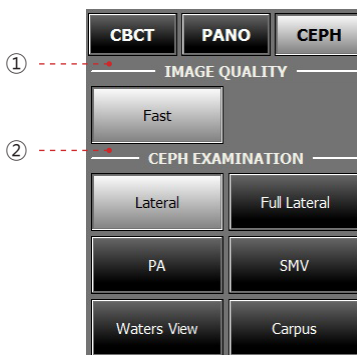 CBCT PANO CEPH
① IMAGE QUALITY
Fast
② CEPH EXAMINATION
Lateral Full Lateral
PA SMV
Waters View Carpus